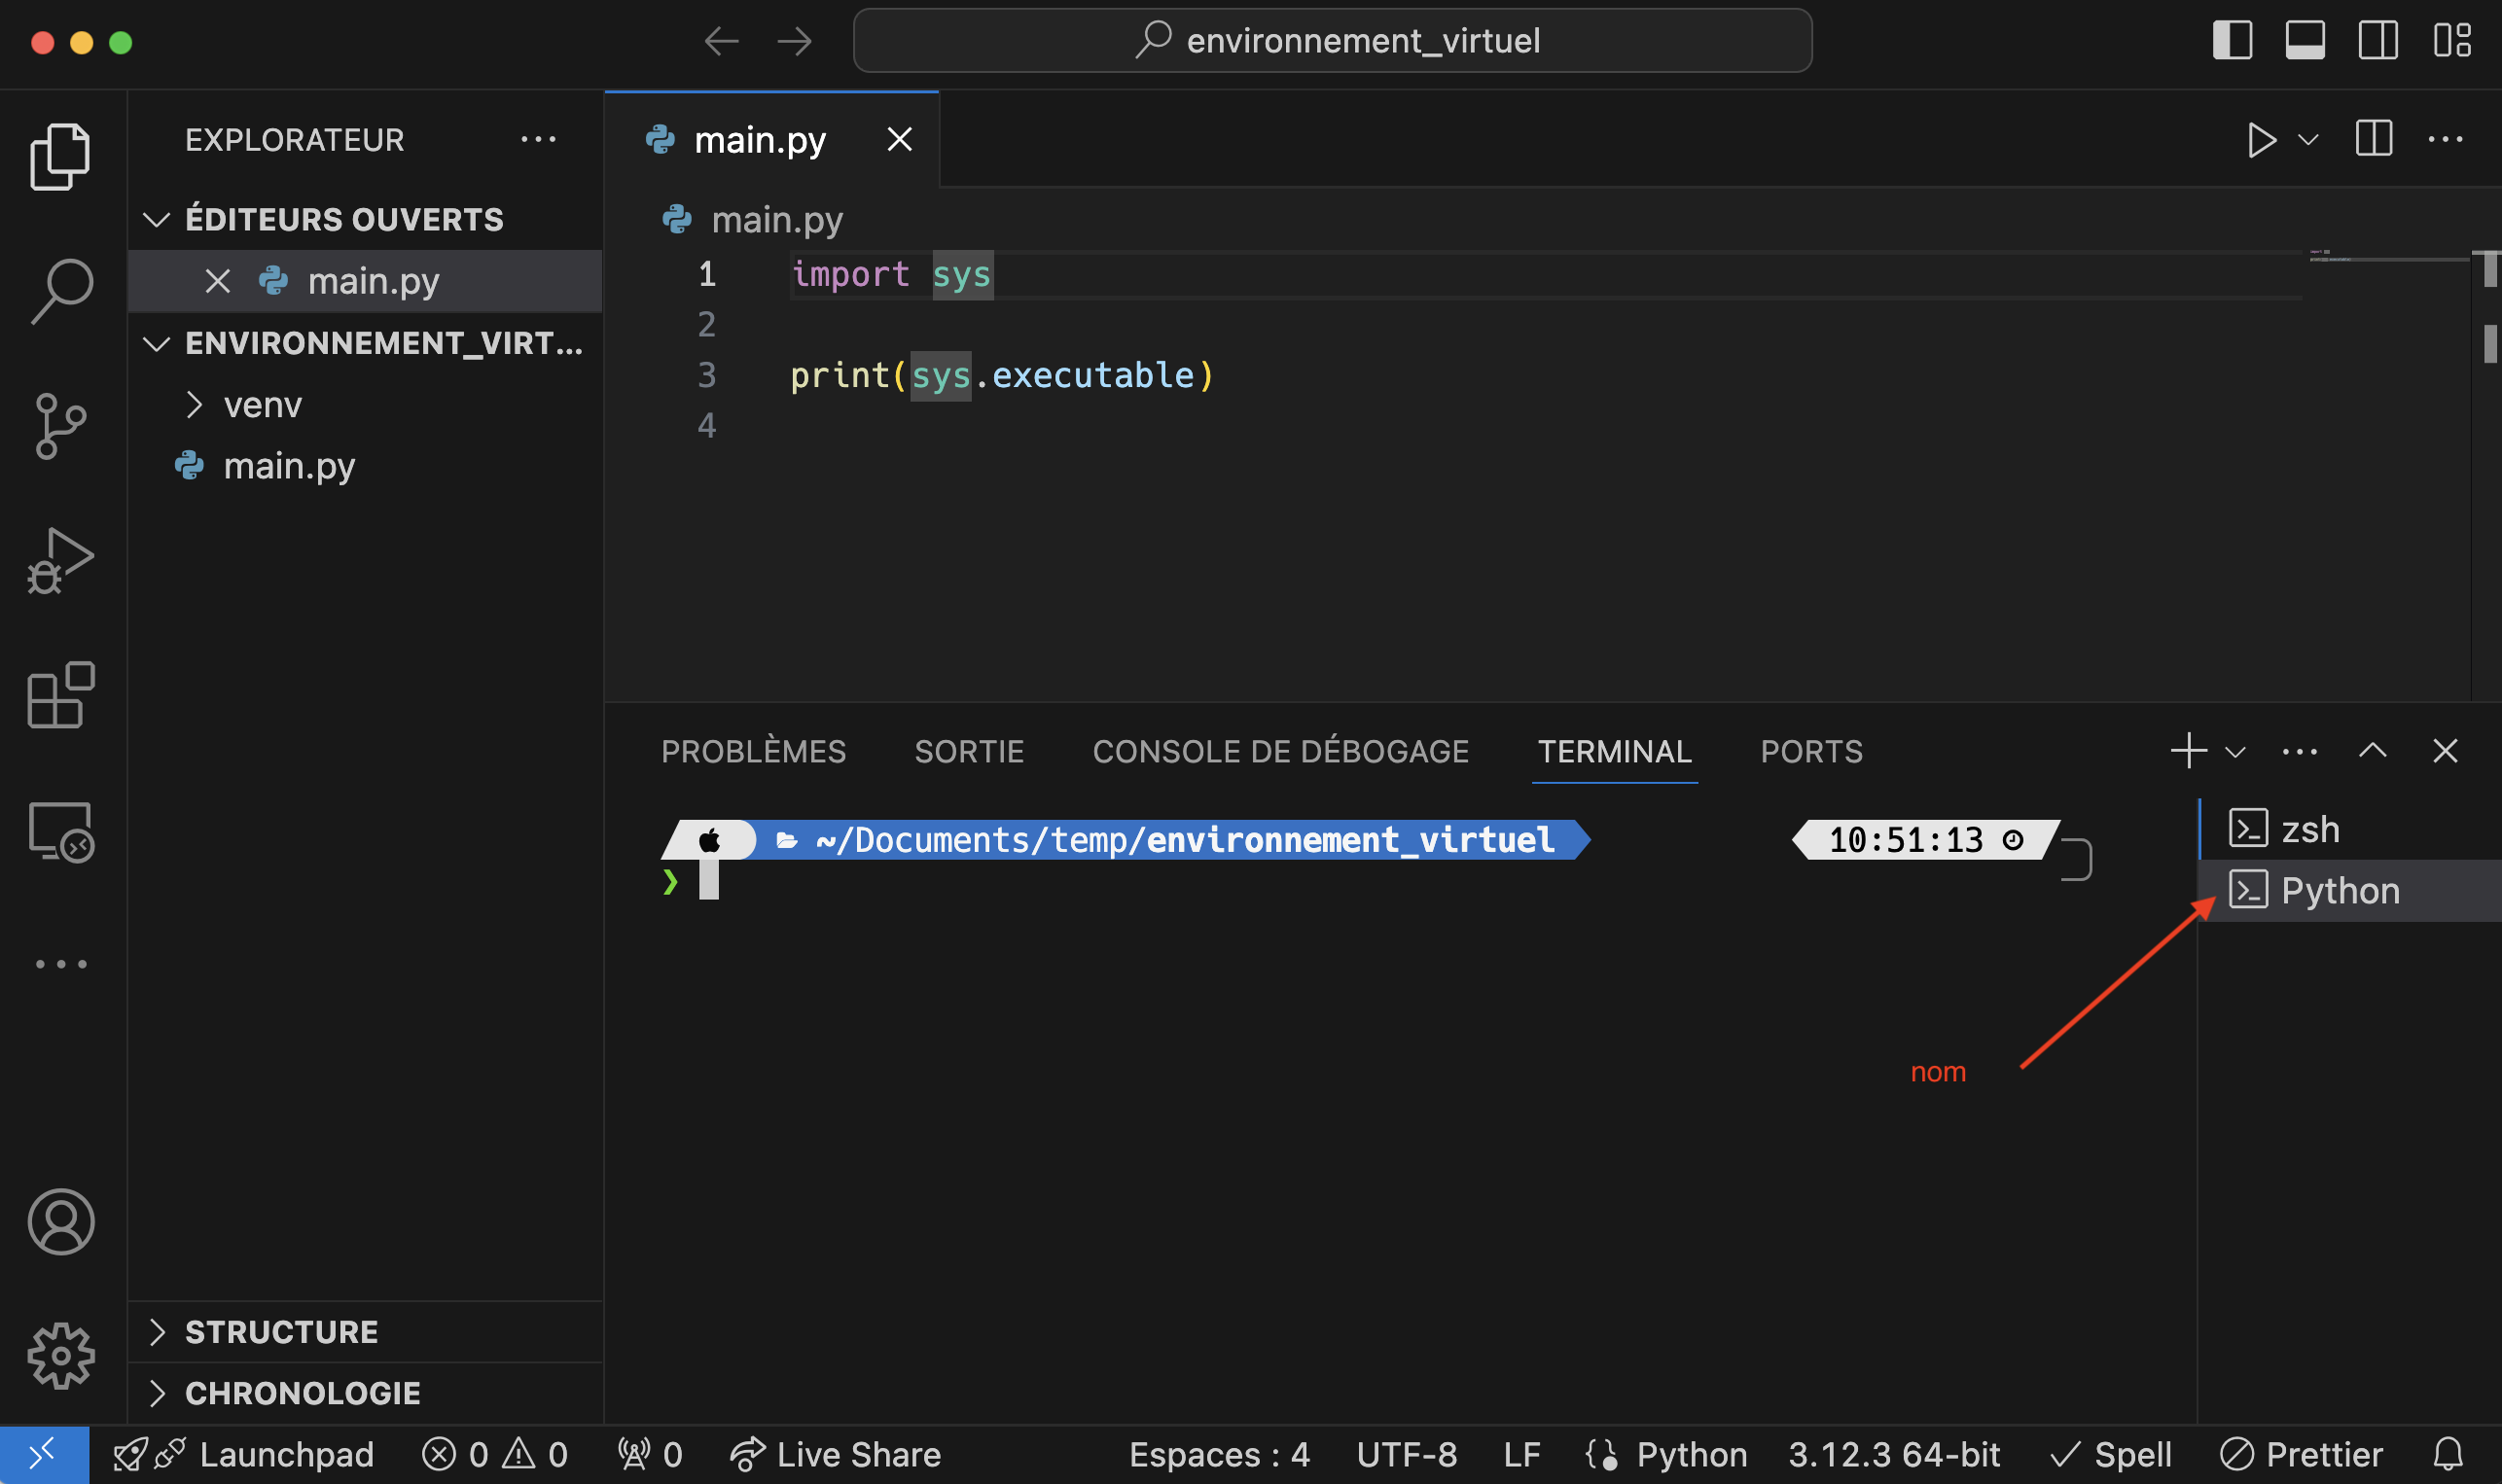 environnement_virtuel
EXPLORATEUR
ÉDITEURS OUVERTS
main.py
ENVIRONNEMENT_VIRT...
venv
main.py
STRUCTURE
CHRONOLOGIE
main.py
main.py
1 import sys
2
3 print(sys.executable)
4
PROBLÈMES SORTIE CONSOLE DE DÉBOGAGE TERMINAL PORTS
~/Documents/temp/environnement_virtuel 10:51:13
❯
zsh
Python
nom
Launchpad 0 0 0 Live Share Espaces : 4 UTF-8 LF Python 3.12.3 64-bit Spell Prettier